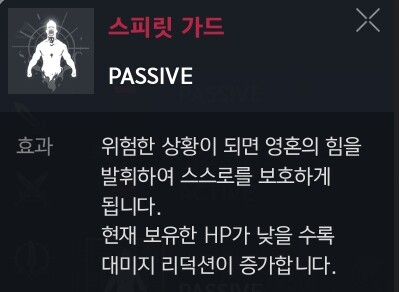 스피릿 가드
PASSIVE
효과
위험한 상황이 되면 영혼의 힘을
발휘하여 스스로를 보호하게
됩니다.
현재 보유한 HP가 낮을 수록
대미지 리덕션이 증가합니다.